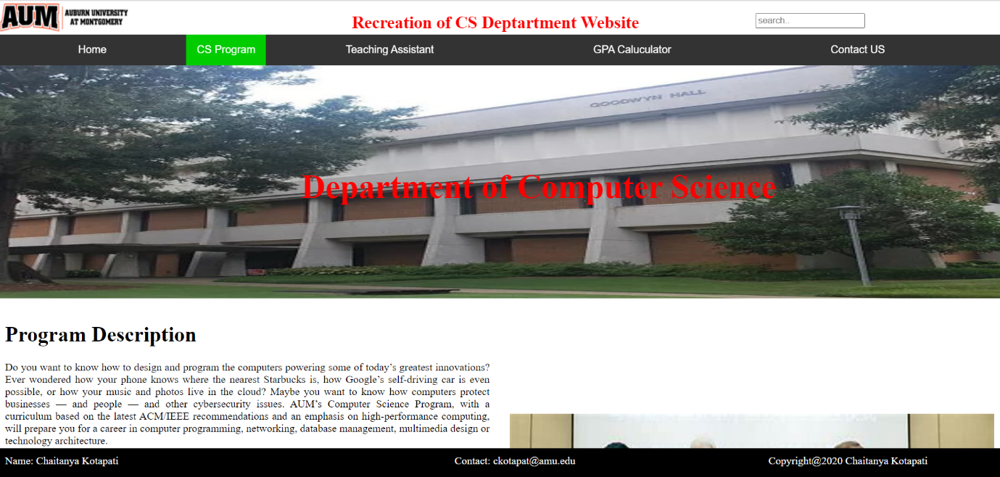 AUM AUBURN UNIVERSITY
AT MONTGOMERY
Recreation of CS Deptartment Website
search..
Home CS Program Teaching Assistant GPA Caluculator Contact US
GOODWYN HALL
Department of Computer Science
Program Description
Do you want to know how to design and program the computers powering some of today’s greatest innovations?
Ever wondered how your phone knows where the nearest Starbucks is, how Google’s self-driving car is even
possible, or how your music and photos live in the cloud? Maybe you want to know how computers protect
businesses — and people — and other cybersecurity issues. AUM’s Computer Science Program, with a
curriculum based on the latest ACM/IEEE recommendations and an emphasis on high-performance computing,
will prepare you for a career in computer programming, networking, database management, multimedia design or
technology architecture.
Name: Chaitanya Kotapati Contact: ckotapat@amu.edu Copyright@2020 Chaitanya Kotapati